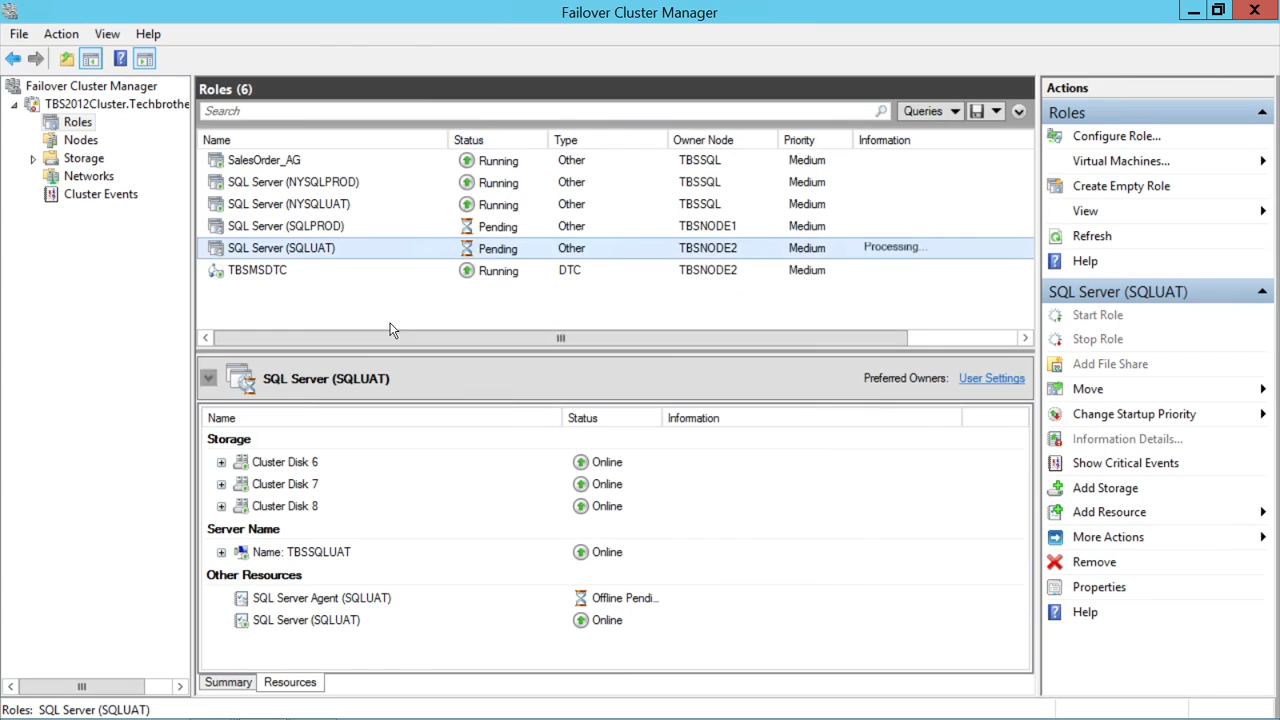 Failover Cluster Manager
File Action View Help
Failover Cluster Manager
TBS2012Cluster.Techbrothe
Roles
Nodes
Storage
Networks
Cluster Events
Roles (6)
Search
Queries
Name Status Type Owner Node Priority Information
SalesOrder_AG Running Other TBSSQL Medium
SQL Server (NYSQLPROD) Running Other TBSSQL Medium
SQL Server (NYSQLUAT) Running Other TBSSQL Medium
SQL Server (SQLPROD) Pending Other TBSNODE1 Medium
SQL Server (SQLUAT) Pending Other TBSNODE2 Medium Processing...
TBSMSDTC Running DTC TBSNODE2 Medium
SQL Server (SQLUAT)
Preferred Owners: User Settings
Name Status Information
Storage
Cluster Disk 6 Online
Cluster Disk 7 Online
Cluster Disk 8 Online
Server Name
Name: TBSSQLUAT Online
Other Resources
SQL Server Agent (SQLUAT) Offline Pendi...
SQL Server (SQLUAT) Online
Summary Resources
Actions
Roles
Configure Role...
Virtual Machines...
Create Empty Role
View
Refresh
Help
SQL Server (SQLUAT)
Start Role
Stop Role
Add File Share
Move
Change Startup Priority
Information Details...
Show Critical Events
Add Storage
Add Resource
More Actions
Remove
Properties
Help
Roles: SQL Server (SQLUAT)